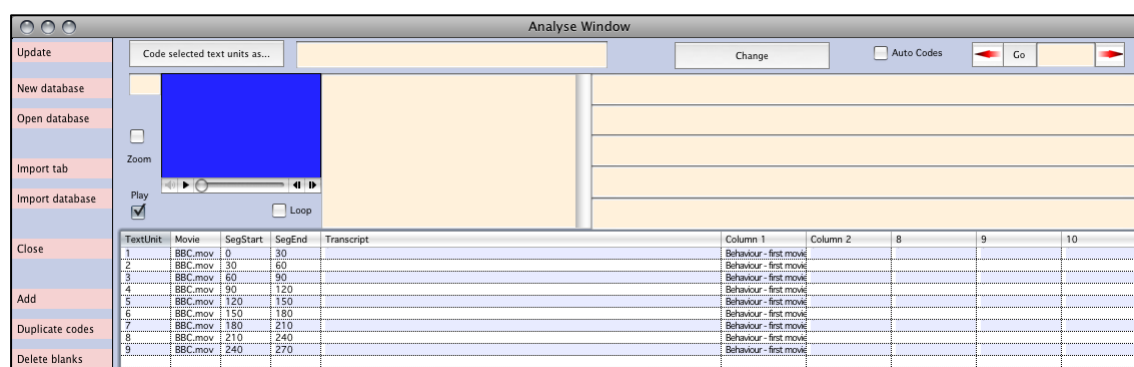 Analyse Window
Update
Code selected text units as...
Change
Auto Codes
Go
New database
Open database
Zoom
Import tab
Play
Import database
Loop
Close
Add
Duplicate codes
Delete blanks
TextUnit Movie SegStart SegEnd Transcript Column 1 Column 2 8 9 10
1 BBC.mov 0 30 Behaviour - first movie
2 BBC.mov 30 60 Behaviour - first movie
3 BBC.mov 60 90 Behaviour - first movie
4 BBC.mov 90 120 Behaviour - first movie
5 BBC.mov 120 150 Behaviour - first movie
6 BBC.mov 150 180 Behaviour - first movie
7 BBC.mov 180 210 Behaviour - first movie
8 BBC.mov 210 240 Behaviour - first movie
9 BBC.mov 240 270 Behaviour - first movie